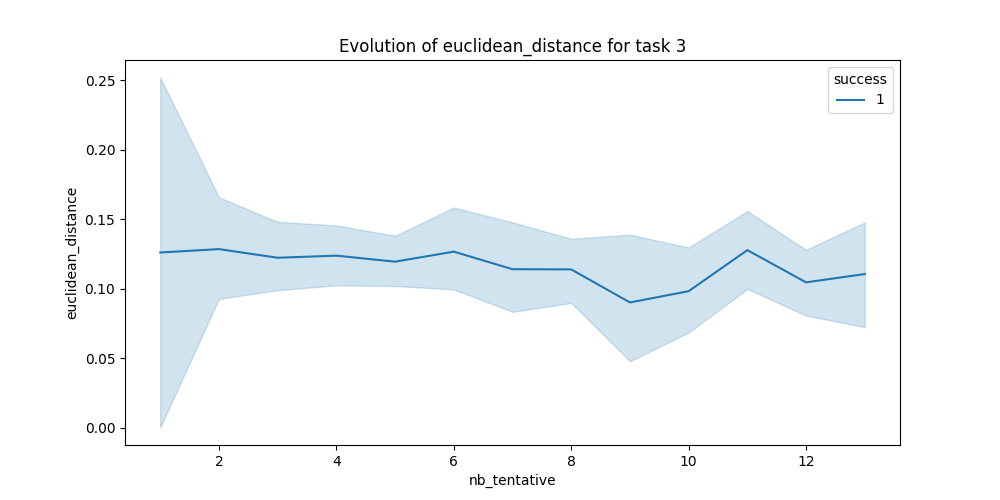 Evolution of euclidean_distance for task 3
success
1
euclidean_distance
0.25
0.20
0.15
0.10
0.05
0.00
2 4 6 8 10 12
nb_tentative